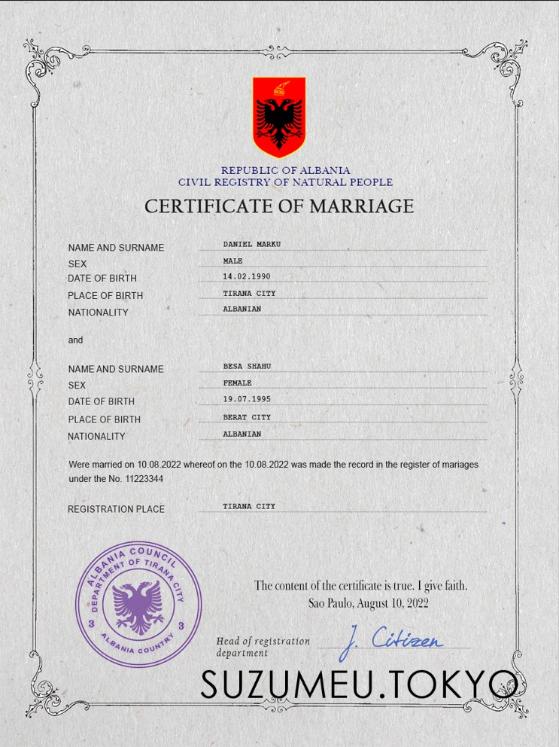 REPUBLIC OF ALBANIA
CIVIL REGISTRY OF NATURAL PEOPLE
CERTIFICATE OF MARRIAGE
NAME AND SURNAME DANIEL MARKU
SEX MALE
DATE OF BIRTH 14.02.1990
PLACE OF BIRTH TIRANA CITY
NATIONALITY ALBANIAN
and
NAME AND SURNAME BESA SHAHU
SEX FEMALE
DATE OF BIRTH 19.07.1995
PLACE OF BIRTH BERAT CITY
NATIONALITY ALBANIAN
Were married on 10.08.2022 whereof on the 10.08.2022 was made the record in the register of mariages
under the No. 11223344
REGISTRATION PLACE TIRANA CITY
ALBANIA COUNCIL
DEPARTMENT OF TIRANA CITY
3 3
ALBANIA COUNTRY
The content of the certificate is true. I give faith.
Sao Paulo, August 10, 2022
Head of registration
department
J. Citizen
SUZUMEU.TOKYO